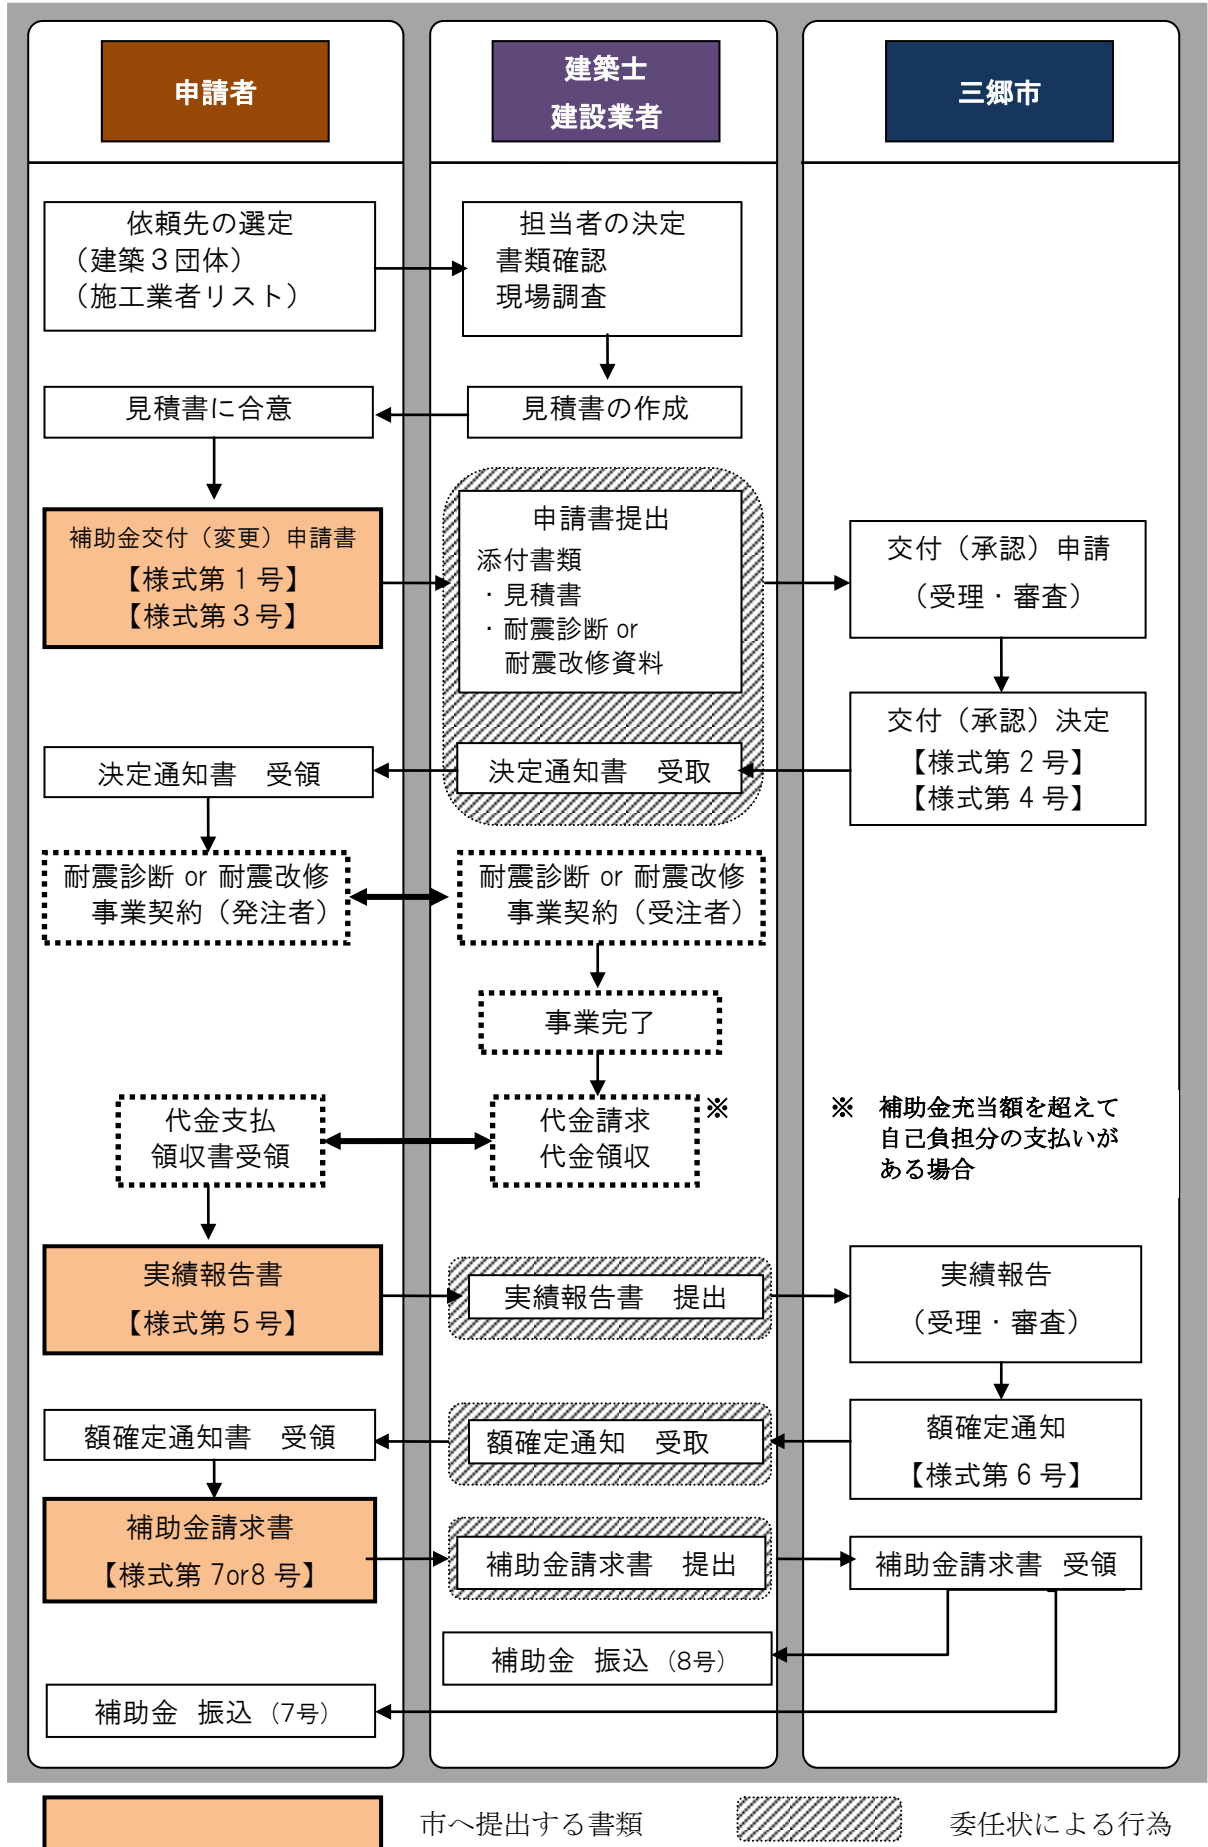 申請者
建築士
建設業者
三郷市
依頼先の選定
（建築３団体）
（施工業者リスト）
担当者の決定
書類確認
現場調査
見積書に合意
見積書の作成
補助金交付（変更）申請書
【様式第１号】
【様式第３号】
申請書提出
添付書類
・見積書
・耐震診断 or
耐震改修資料
交付（承認）申請
（受理・審査）
交付（承認）決定
【様式第２号】
【様式第４号】
決定通知書　受領
決定通知書　受取
耐震診断 or 耐震改修
事業契約（発注者）
耐震診断 or 耐震改修
事業契約（受注者）
事業完了
代金支払
領収書受領
代金請求
代金領収
※
※　補助金充当額を超えて
自己負担分の支払いが
ある場合
実績報告書
【様式第５号】
実績報告書　提出
実績報告
（受理・審査）
額確定通知書　受領
額確定通知　受取
額確定通知
【様式第６号】
補助金請求書
【様式第 7or8 号】
補助金請求書　提出
補助金請求書　受領
補助金　振込（8号）
補助金　振込（7号）
市へ提出する書類
委任状による行為